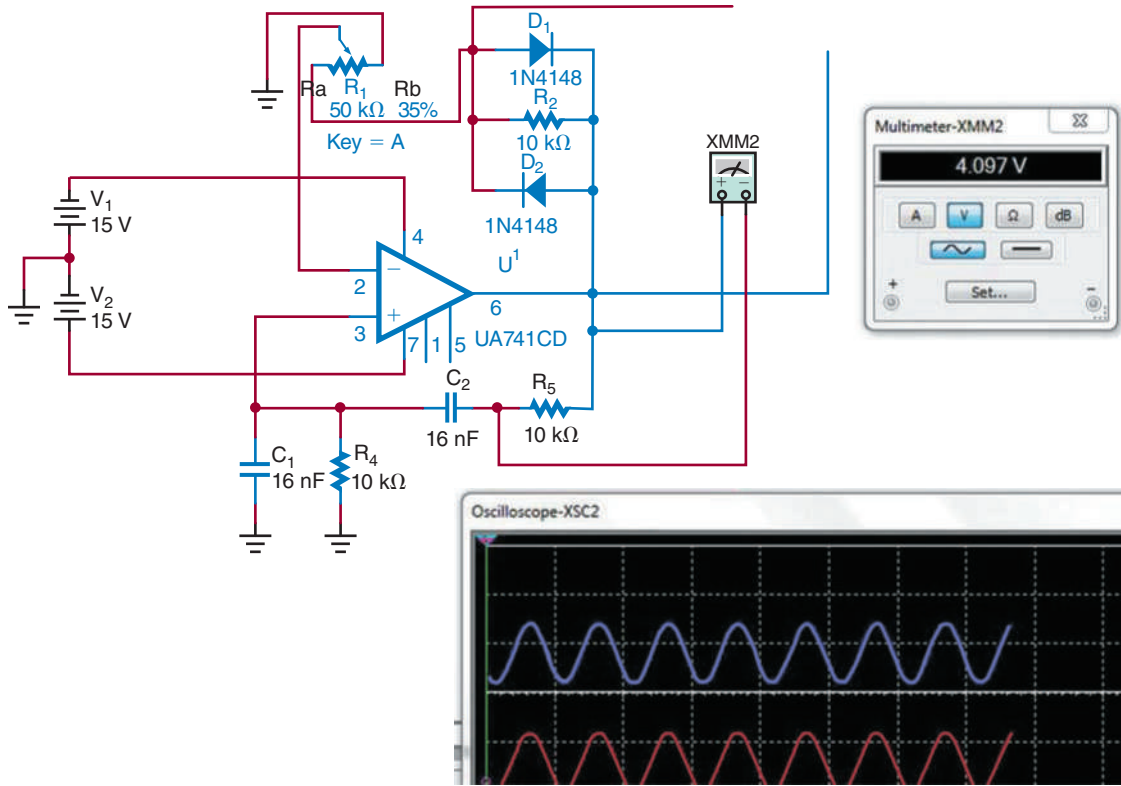 D1
1N4148
Ra
R1
Rb
50 kΩ 35%
Key = A
R2
10 kΩ
D2
1N4148
XMM2
+ −
Multimeter-XMM2
4.097 V
A
V
Ω
dB
Set...
+
−
V1
15 V
V2
15 V
4
−
2
U1
+
3
6
7
1
5
UA741CD
C2
16 nF
R5
10 kΩ
C1
16 nF
R4
10 kΩ
Oscilloscope-XSC2